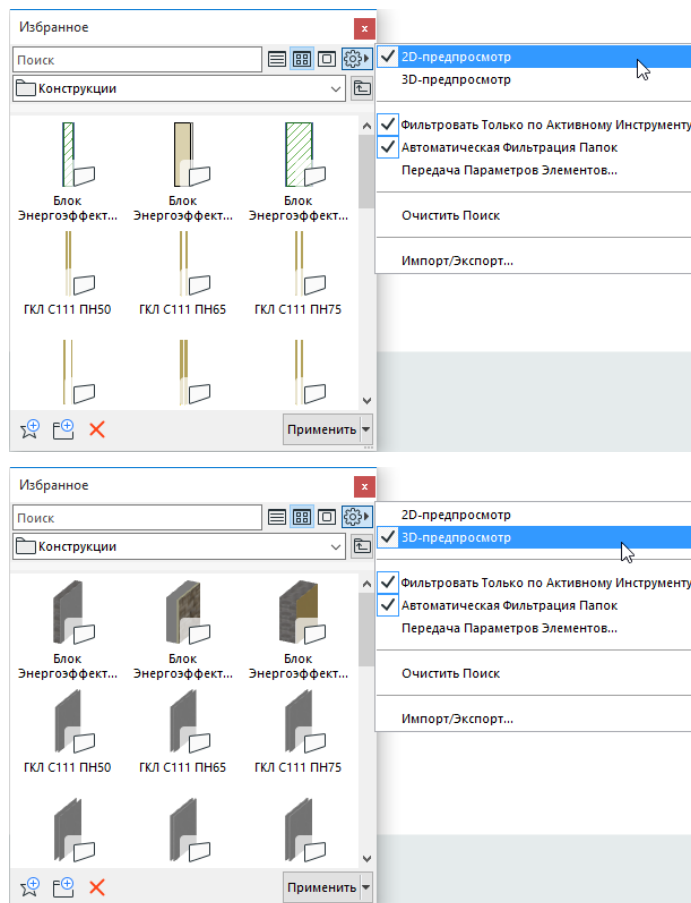 Избранное
x
Поиск
Конструкции
Блок Энергоэффект...
Блок Энергоэффект...
Блок Энергоэффект...
ГКЛ С111 ПН50
ГКЛ С111 ПН65
ГКЛ С111 ПН75
Применить
2D-предпросмотр
3D-предпросмотр
Фильтровать Только по Активному Инструменту
Автоматическая Фильтрация Папок
Передача Параметров Элементов...
Очистить Поиск
Импорт/Экспорт...
Избранное
x
Поиск
Конструкции
Блок Энергоэффект...
Блок Энергоэффект...
Блок Энергоэффект...
ГКЛ С111 ПН50
ГКЛ С111 ПН65
ГКЛ С111 ПН75
Применить
2D-предпросмотр
3D-предпросмотр
Фильтровать Только по Активному Инструменту
Автоматическая Фильтрация Папок
Передача Параметров Элементов...
Очистить Поиск
Импорт/Экспорт...